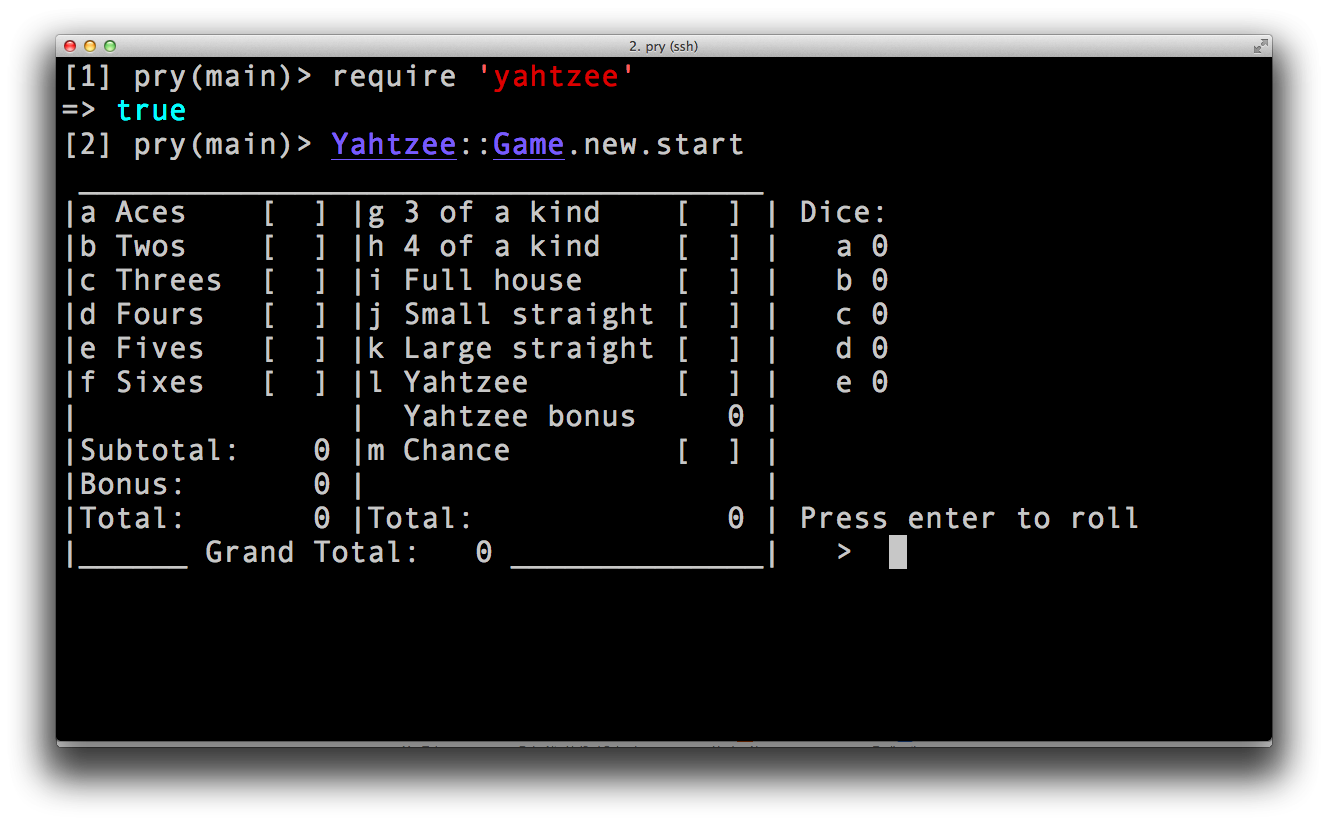 2. pry (ssh)
[1] pry(main)> require 'yahtzee'
=> true
[2] pry(main)> Yahtzee::Game.new.start
 ______________________________________
|a Aces    [  ] |g 3 of a kind    [  ] | Dice:
|b Twos    [  ] |h 4 of a kind    [  ] |   a 0
|c Threes  [  ] |i Full house     [  ] |   b 0
|d Fours   [  ] |j Small straight [  ] |   c 0
|e Fives   [  ] |k Large straight [  ] |   d 0
|f Sixes   [  ] |l Yahtzee        [  ] |   e 0
|               |  Yahtzee bonus     0 |
|Subtotal:    0 |m Chance         [  ] |
|Bonus:       0 |                      |
|Total:       0 |Total:              0 | Press enter to roll
|______ Grand Total:   0 ______________|   >